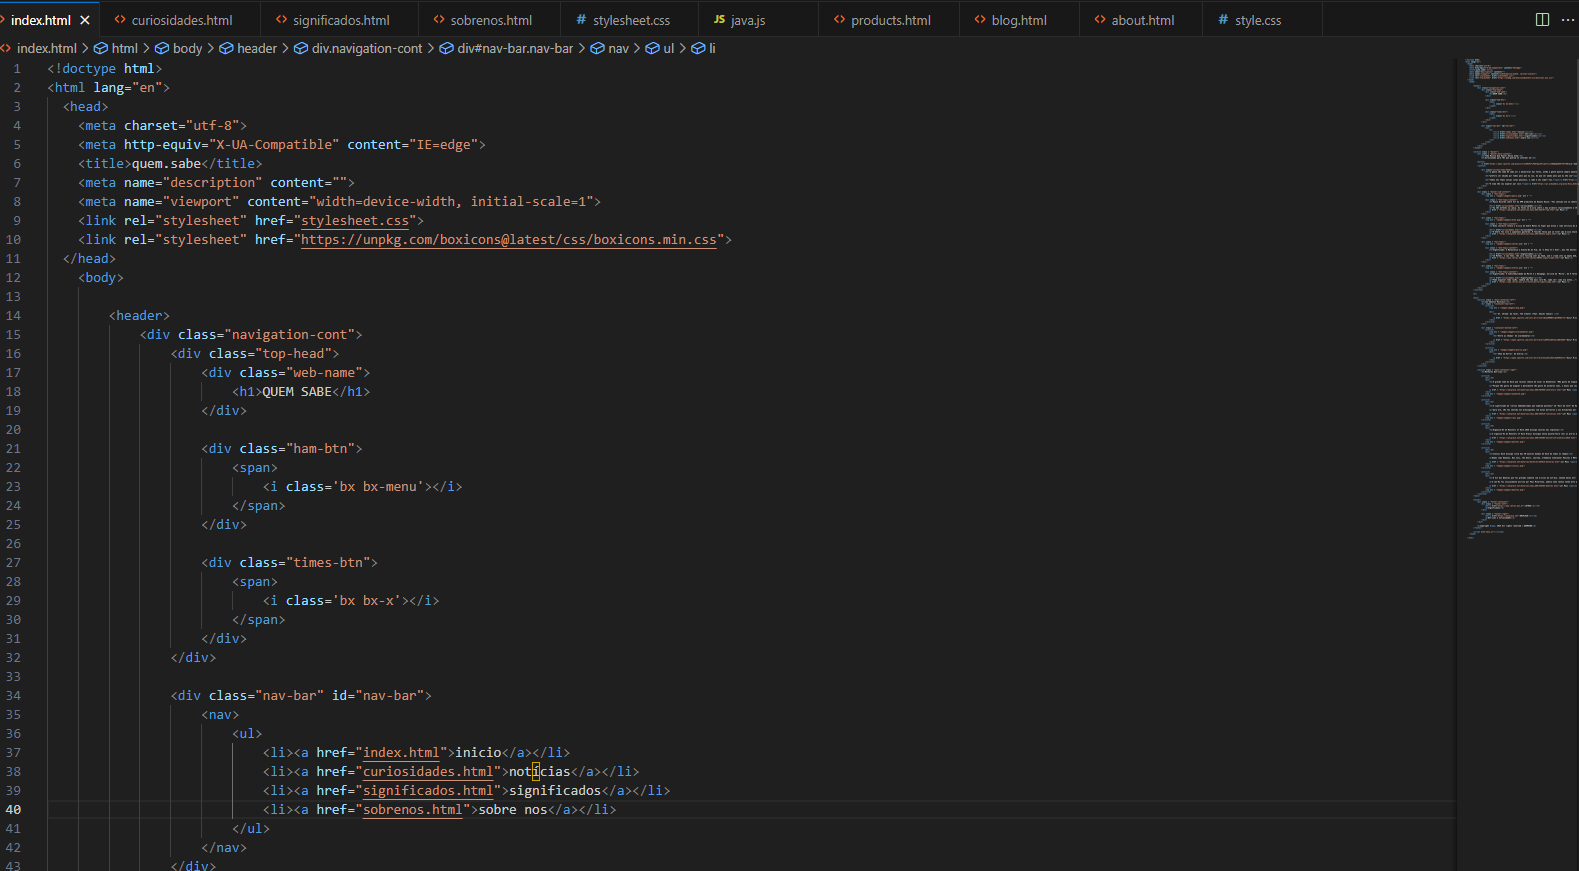 index.html curiosidades.html significados.html sobrenos.html # stylesheet.css JS java.js products.html blog.html about.html # style.css
index.html > html > body > header > div.navigation-cont > div#nav-bar.nav-bar > nav > ul > li
1 <!doctype html>
2 <html lang="en">
3 <head>
4 <meta charset="utf-8">
5 <meta http-equiv="X-UA-Compatible" content="IE=edge">
6 <title>quem.sabe</title>
7 <meta name="description" content="">
8 <meta name="viewport" content="width=device-width, initial-scale=1">
9 <link rel="stylesheet" href="stylesheet.css">
10 <link rel="stylesheet" href="https://unpkg.com/boxicons@latest/css/boxicons.min.css">
11 </head>
12 <body>
13
14 <header>
15 <div class="navigation-cont">
16 <div class="top-head">
17 <div class="web-name">
18 <h1>QUEM SABE</h1>
19 </div>
20
21 <div class="ham-btn">
22 <span>
23 <i class='bx bx-menu'></i>
24 </span>
25 </div>
26
27 <div class="times-btn">
28 <span>
29 <i class='bx bx-x'></i>
30 </span>
31 </div>
32 </div>
33
34 <div class="nav-bar" id="nav-bar">
35 <nav>
36 <ul>
37 <li><a href="index.html">inicio</a></li>
38 <li><a href="curiosidades.html">notícias</a></li>
39 <li><a href="significados.html">significados</a></li>
40 <li><a href="sobrenos.html">sobre nos</a></li>
41 </ul>
42 </nav>
43 </div>